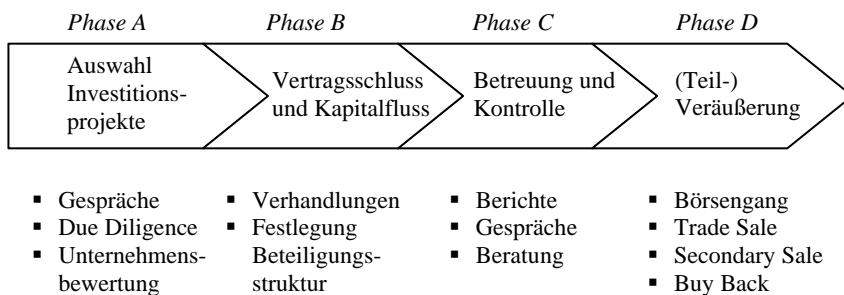 Phase A
Phase B
Phase C
Phase D
Auswahl
Investitions-
projekte
Vertragsschluss
und Kapitalfluss
Betreuung und
Kontrolle
(Teil-)
Veräußerung
▪ Gespräche
▪ Due Diligence
▪ Unternehmens-
bewertung
▪ Verhandlungen
▪ Festlegung
Beteiligungs-
struktur
▪ Berichte
▪ Gespräche
▪ Beratung
▪ Börsengang
▪ Trade Sale
▪ Secondary Sale
▪ Buy Back